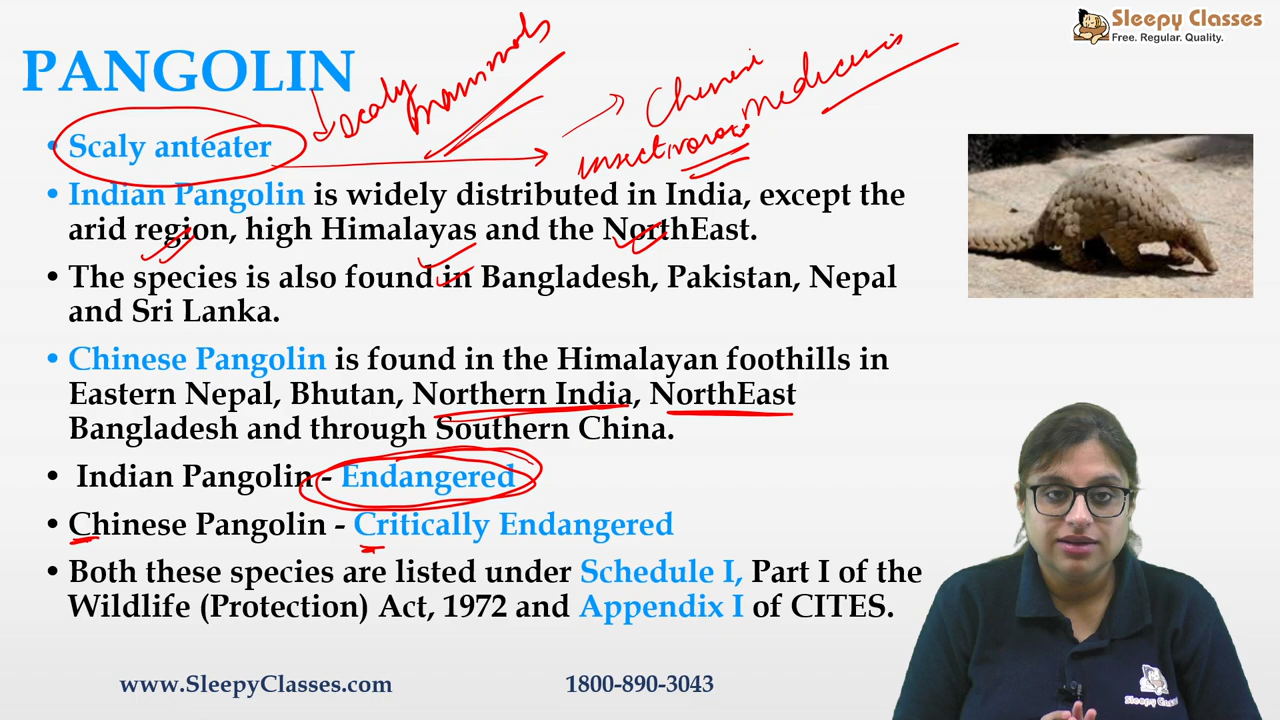 Sleepy Classes
Free. Regular. Quality.
PANGOLIN
scaly
mammals
Chinese
medicines
insectivorous
• Scaly anteater
• Indian Pangolin is widely distributed in India, except the
arid region, high Himalayas and the NorthEast.
• The species is also found in Bangladesh, Pakistan, Nepal
and Sri Lanka.
• Chinese Pangolin is found in the Himalayan foothills in
Eastern Nepal, Bhutan, Northern India, NorthEast
Bangladesh and through Southern China.
• Indian Pangolin - Endangered
• Chinese Pangolin - Critically Endangered
• Both these species are listed under Schedule I, Part I of the
Wildlife (Protection) Act, 1972 and Appendix I of CITES.
www.SleepyClasses.com
1800-890-3043
Sleepy Classes